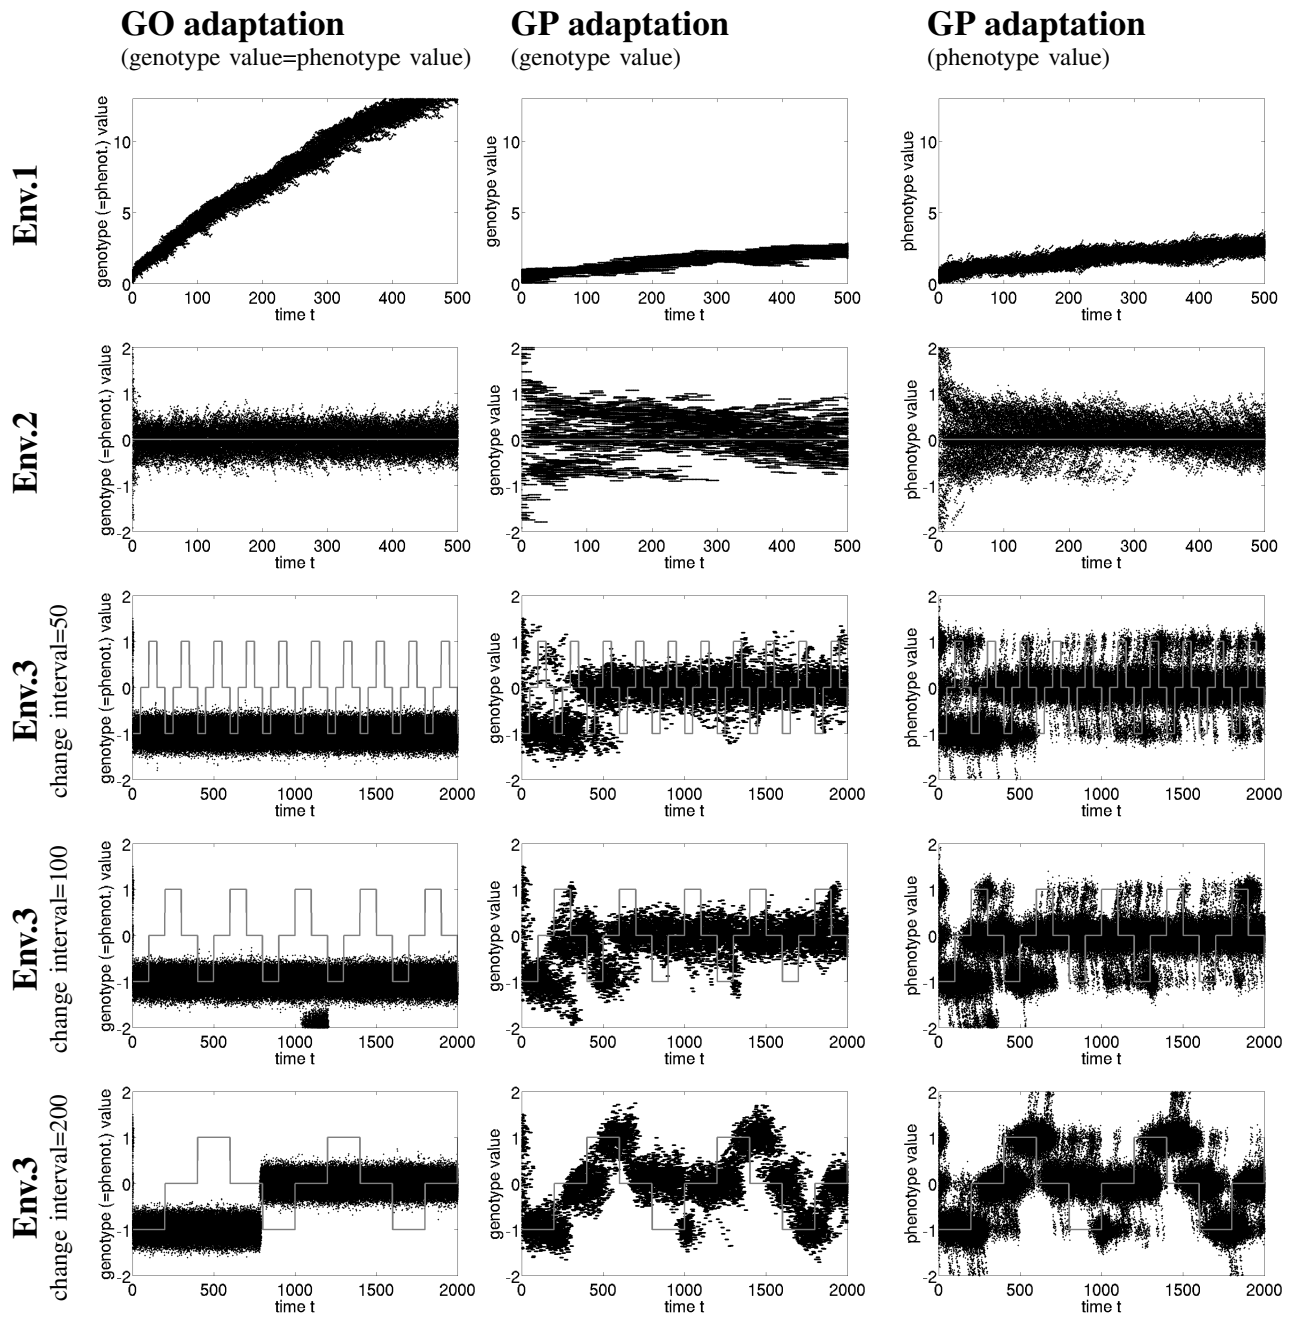 GO adaptation
(genotype value=phenotype value)
GP adaptation
(genotype value)
GP adaptation
(phenotype value)
Env.1
genotype (=phenot.) value
10
5
0
0 100 200 300 400 500
time t
genotype value
10
5
0
0 100 200 300 400 500
time t
phenotype value
10
5
0
0 100 200 300 400 500
time t
Env.2
genotype (=phenot.) value
2
1
0
-1
-2
0 100 200 300 400 500
time t
genotype value
2
1
0
-1
-2
0 100 200 300 400 500
time t
phenotype value
2
1
0
-1
-2
0 100 200 300 400 500
time t
Env.3
change interval=50
genotype (=phenot.) value
2
1
0
-1
-2
0 500 1000 1500 2000
time t
genotype value
2
1
0
-1
-2
0 500 1000 1500 2000
time t
phenotype value
2
1
0
-1
-2
0 500 1000 1500 2000
time t
Env.3
change interval=100
genotype (=phenot.) value
2
1
0
-1
-2
0 500 1000 1500 2000
time t
genotype value
2
1
0
-1
-2
0 500 1000 1500 2000
time t
phenotype value
2
1
0
-1
-2
0 500 1000 1500 2000
time t
Env.3
change interval=200
genotype (=phenot.) value
2
1
0
-1
-2
0 500 1000 1500 2000
time t
genotype value
2
1
0
-1
-2
0 500 1000 1500 2000
time t
phenotype value
2
1
0
-1
-2
0 500 1000 1500 2000
time t